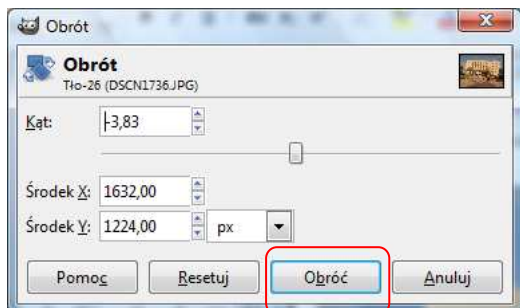 Obrót
Obrót
Tło-26 (DSCN1736.JPG)
Kąt: -3,83
Środek X: 1632,00
Środek Y: 1224,00 px
Pomoc Resetuj Obróć Anuluj